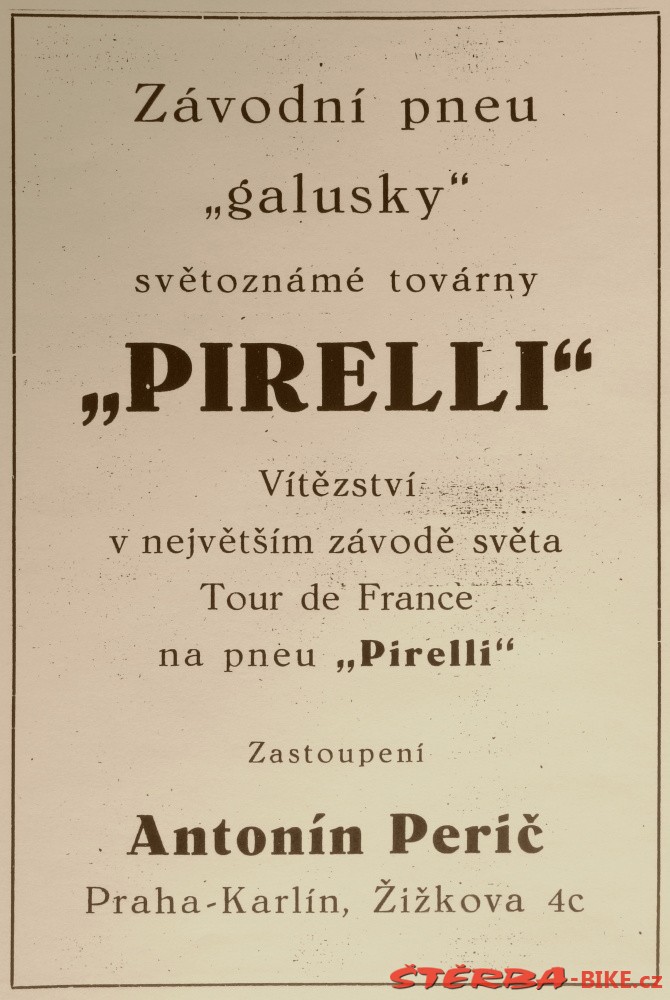 Závodní pneu
„galusky“
světoznámé továrny
„PIRELLI“
Vítězství
v největším závodě světa
Tour de France
na pneu „Pirelli“
Zastoupení
Antonín Perič
Praha-Karlín, Žižkova 4c
ŠTĚRBA-BIKE.cz